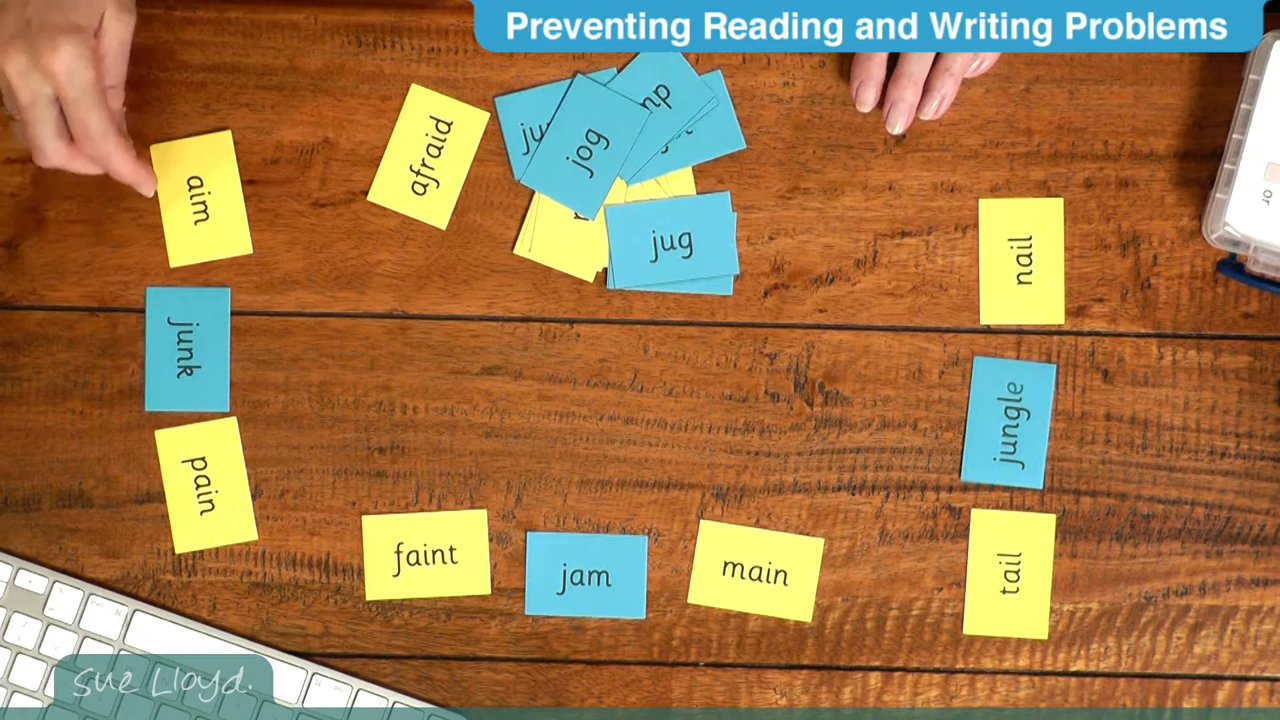 Preventing Reading and Writing Problems
afraid
jog
aim
jug
nail
or
junk
jungle
pain
faint
jam
main
tail
Sue Lloyd.